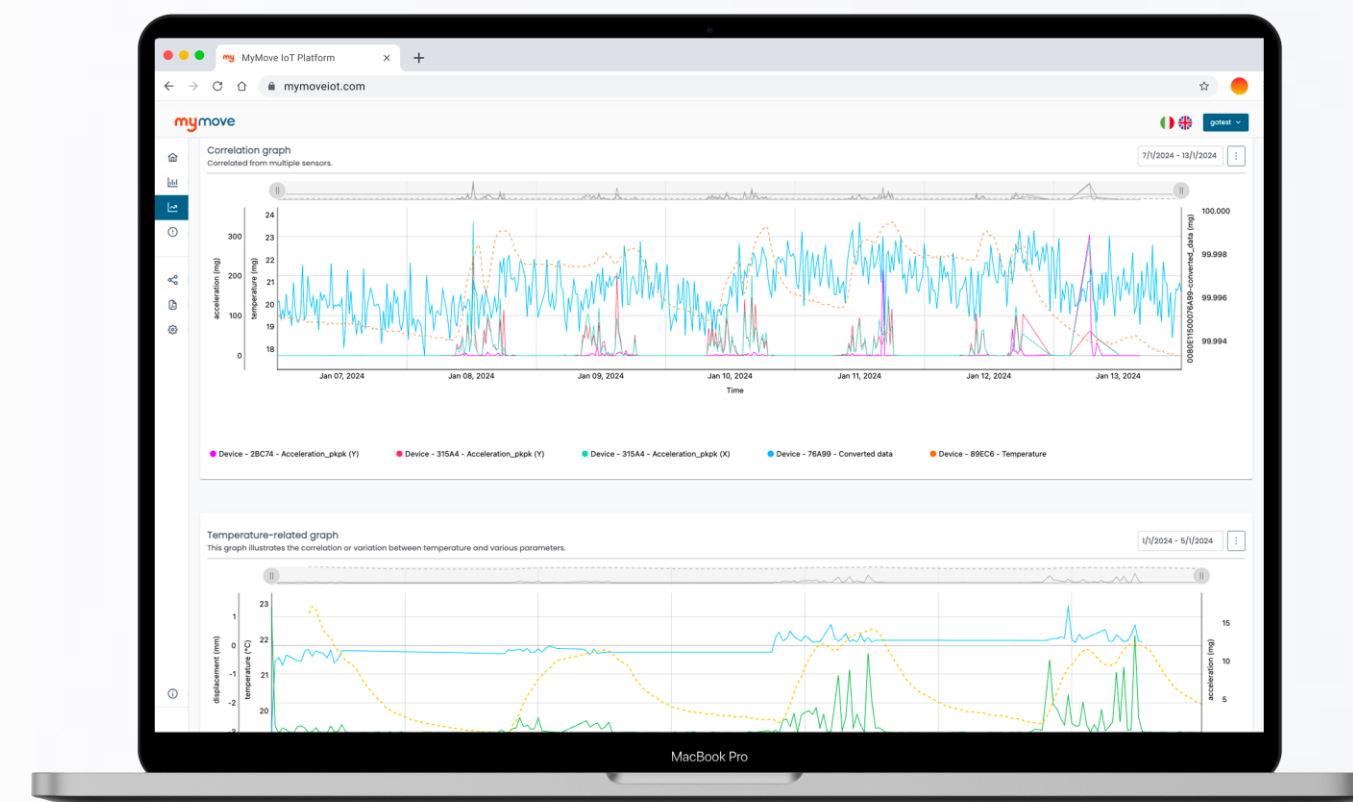 my MyMove IoT Platform
mymoveiot.com
mymove
gotest
Correlation graph
Correlated from multiple sensors.
7/1/2024 - 13/1/2024
acceleration (mg)
300
200
100
0
temperature (mg)
24
23
22
21
20
19
18
100.000
99.998
99.996
99.994
0080E11500076A99-converted_data (mg)
Jan 07, 2024 Jan 08, 2024 Jan 09, 2024 Jan 10, 2024 Jan 11, 2024 Jan 12, 2024 Jan 13, 2024
Time
Device - 2BC74 - Acceleration_pkpk (Y) Device - 315A4 - Acceleration_pkpk (Y) Device - 315A4 - Acceleration_pkpk (X) Device - 76A99 - Converted data Device - 89EC6 - Temperature
Temperature-related graph
This graph illustrates the correlation or variation between temperature and various parameters.
1/1/2024 - 5/1/2024
displacement (mm)
1
0
-1
-2
temperature (°C)
23
22
21
20
15
10
5
acceleration (mg)
MacBook Pro